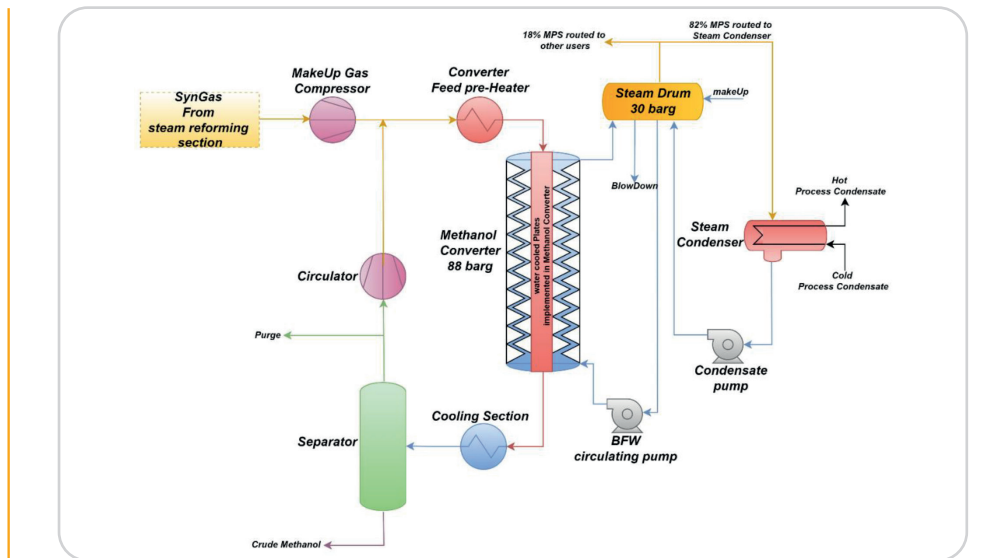 82% MPS routed to
Steam Condenser
18% MPS routed to
other users
MakeUp Gas
Compressor
Converter
Feed pre-Heater
SynGas
From
steam reforming
section
Steam Drum
30 barg
makeUp
BlowDown
Hot
Process Condensate
Methanol
Converter
88 barg
water cooled Plates
implemented in Methanol Converter
Steam
Condenser
Cold
Process Condensate
Circulator
Purge
Condensate
pump
Cooling Section
Separator
BFW
circulating pump
Crude Methanol